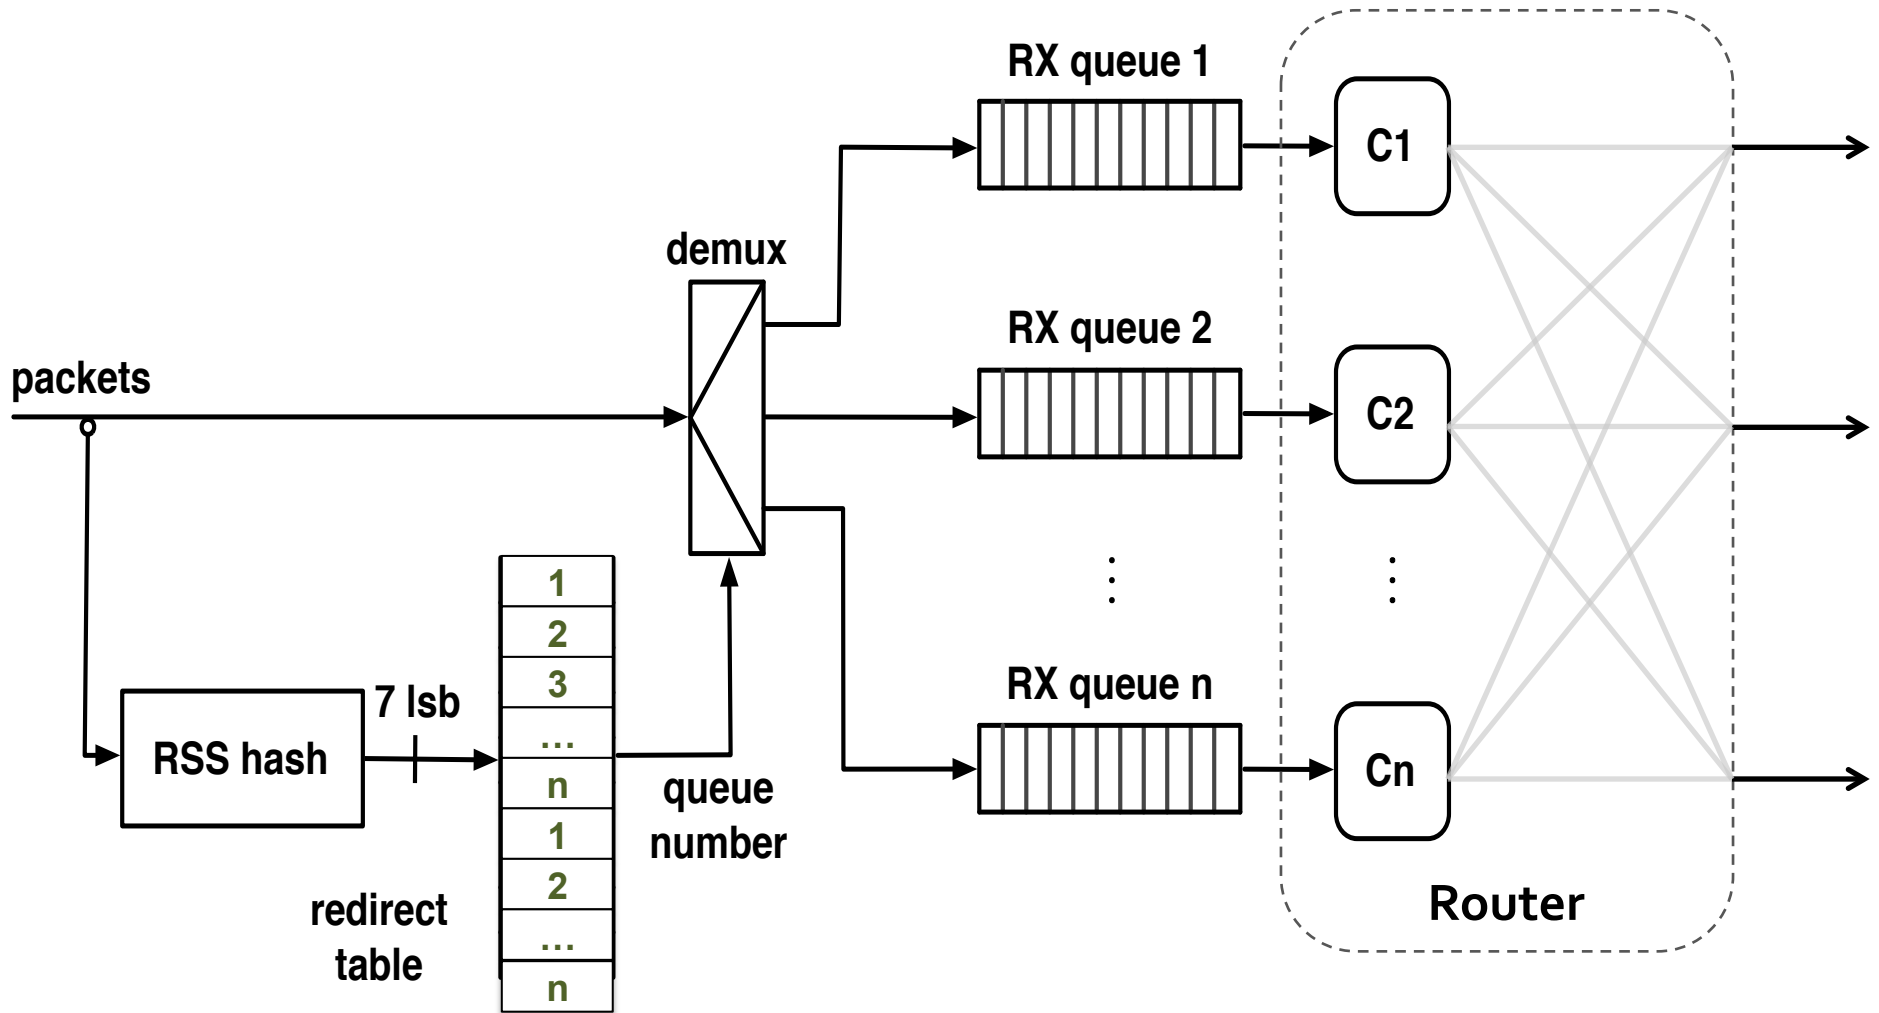 RX queue 1
C1
demux
RX queue 2
packets
C2
1
2
3
...
n
1
2
...
n
RX queue n
7 lsb
RSS hash
queue
number
Cn
redirect
table
Router